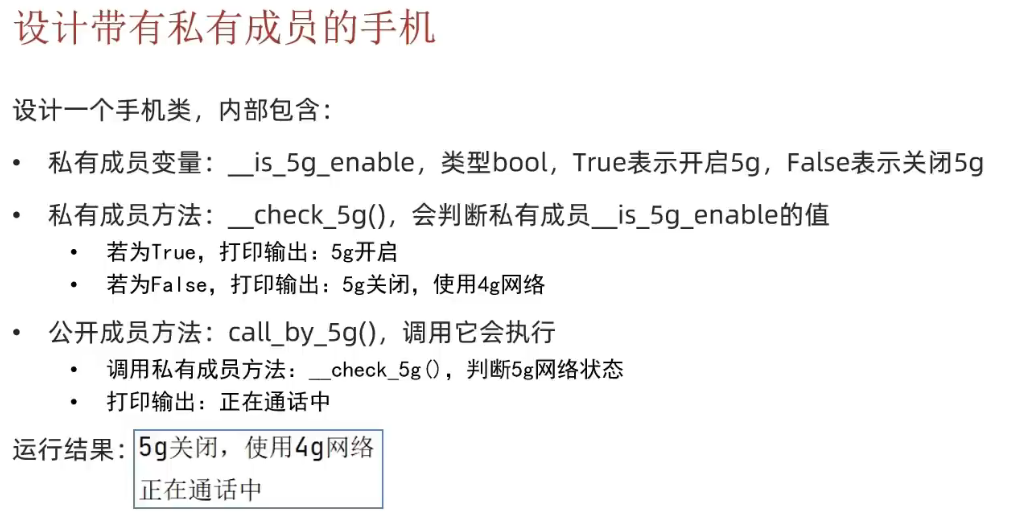 设计带有私有成员的手机
设计一个手机类，内部包含：
• 私有成员变量：__is_5g_enable，类型bool，True表示开启5g，False表示关闭5g
• 私有成员方法：__check_5g()，会判断私有成员__is_5g_enable的值
• 若为True，打印输出：5g开启
• 若为False，打印输出：5g关闭，使用4g网络
• 公开成员方法：call_by_5g()，调用它会执行
• 调用私有成员方法：__check_5g()，判断5g网络状态
• 打印输出：正在通话中
运行结果：5g关闭，使用4g网络
正在通话中